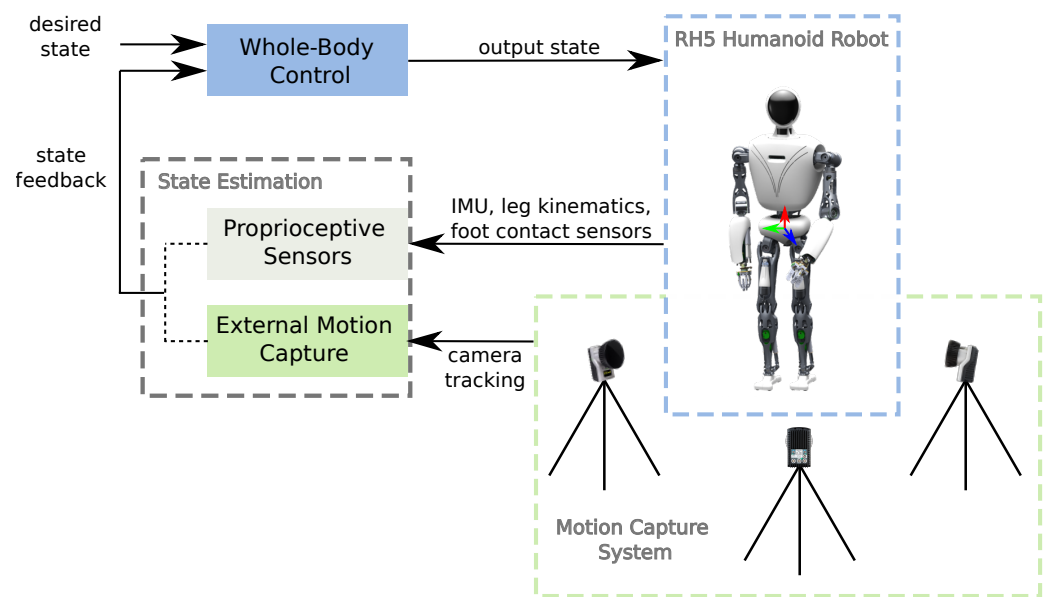 desired
state
Whole-Body
Control
output state
RH5 Humanoid Robot
state
feedback
State Estimation
Proprioceptive
Sensors
IMU, leg kinematics,
foot contact sensors
External Motion
Capture
camera
tracking
Motion Capture
System